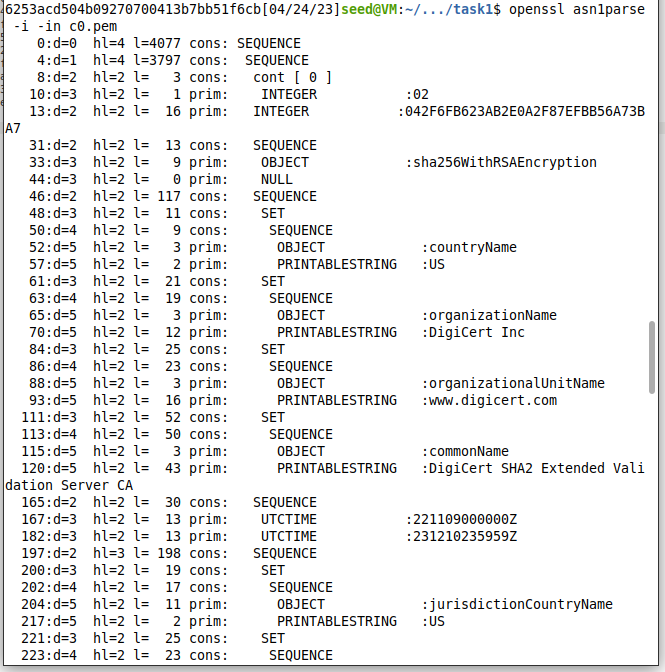 6253acd504b09270700413b7bb51f6cb[04/24/23]seed@VM:~/.../task1$ openssl asn1parse
 -i -in c0.pem
    0:d=0  hl=4 l=4077 cons: SEQUENCE
    4:d=1  hl=4 l=3797 cons:  SEQUENCE
    8:d=2  hl=2 l=   3 cons:   cont [ 0 ]
   10:d=3  hl=2 l=   1 prim:    INTEGER           :02
   13:d=2  hl=2 l=  16 prim:   INTEGER           :042F6FB623AB2E0A2F87EFBB56A73B
A7
   31:d=2  hl=2 l=  13 cons:   SEQUENCE
   33:d=3  hl=2 l=   9 prim:    OBJECT            :sha256WithRSAEncryption
   44:d=3  hl=2 l=   0 prim:    NULL
   46:d=2  hl=2 l= 117 cons:   SEQUENCE
   48:d=3  hl=2 l=  11 cons:    SET
   50:d=4  hl=2 l=   9 cons:     SEQUENCE
   52:d=5  hl=2 l=   3 prim:      OBJECT            :countryName
   57:d=5  hl=2 l=   2 prim:      PRINTABLESTRING   :US
   61:d=3  hl=2 l=  21 cons:    SET
   63:d=4  hl=2 l=  19 cons:     SEQUENCE
   65:d=5  hl=2 l=   3 prim:      OBJECT            :organizationName
   70:d=5  hl=2 l=  12 prim:      PRINTABLESTRING   :DigiCert Inc
   84:d=3  hl=2 l=  25 cons:    SET
   86:d=4  hl=2 l=  23 cons:     SEQUENCE
   88:d=5  hl=2 l=   3 prim:      OBJECT            :organizationalUnitName
   93:d=5  hl=2 l=  16 prim:      PRINTABLESTRING   :www.digicert.com
  111:d=3  hl=2 l=  52 cons:    SET
  113:d=4  hl=2 l=  50 cons:     SEQUENCE
  115:d=5  hl=2 l=   3 prim:      OBJECT            :commonName
  120:d=5  hl=2 l=  43 prim:      PRINTABLESTRING   :DigiCert SHA2 Extended Vali
dation Server CA
  165:d=2  hl=2 l=  30 cons:   SEQUENCE
  167:d=3  hl=2 l=  13 prim:    UTCTIME           :221109000000Z
  182:d=3  hl=2 l=  13 prim:    UTCTIME           :231210235959Z
  197:d=2  hl=3 l= 198 cons:   SEQUENCE
  200:d=3  hl=2 l=  19 cons:    SET
  202:d=4  hl=2 l=  17 cons:     SEQUENCE
  204:d=5  hl=2 l=  11 prim:      OBJECT            :jurisdictionCountryName
  217:d=5  hl=2 l=   2 prim:      PRINTABLESTRING   :US
  221:d=3  hl=2 l=  25 cons:    SET
  223:d=4  hl=2 l=  23 cons:     SEQUENCE